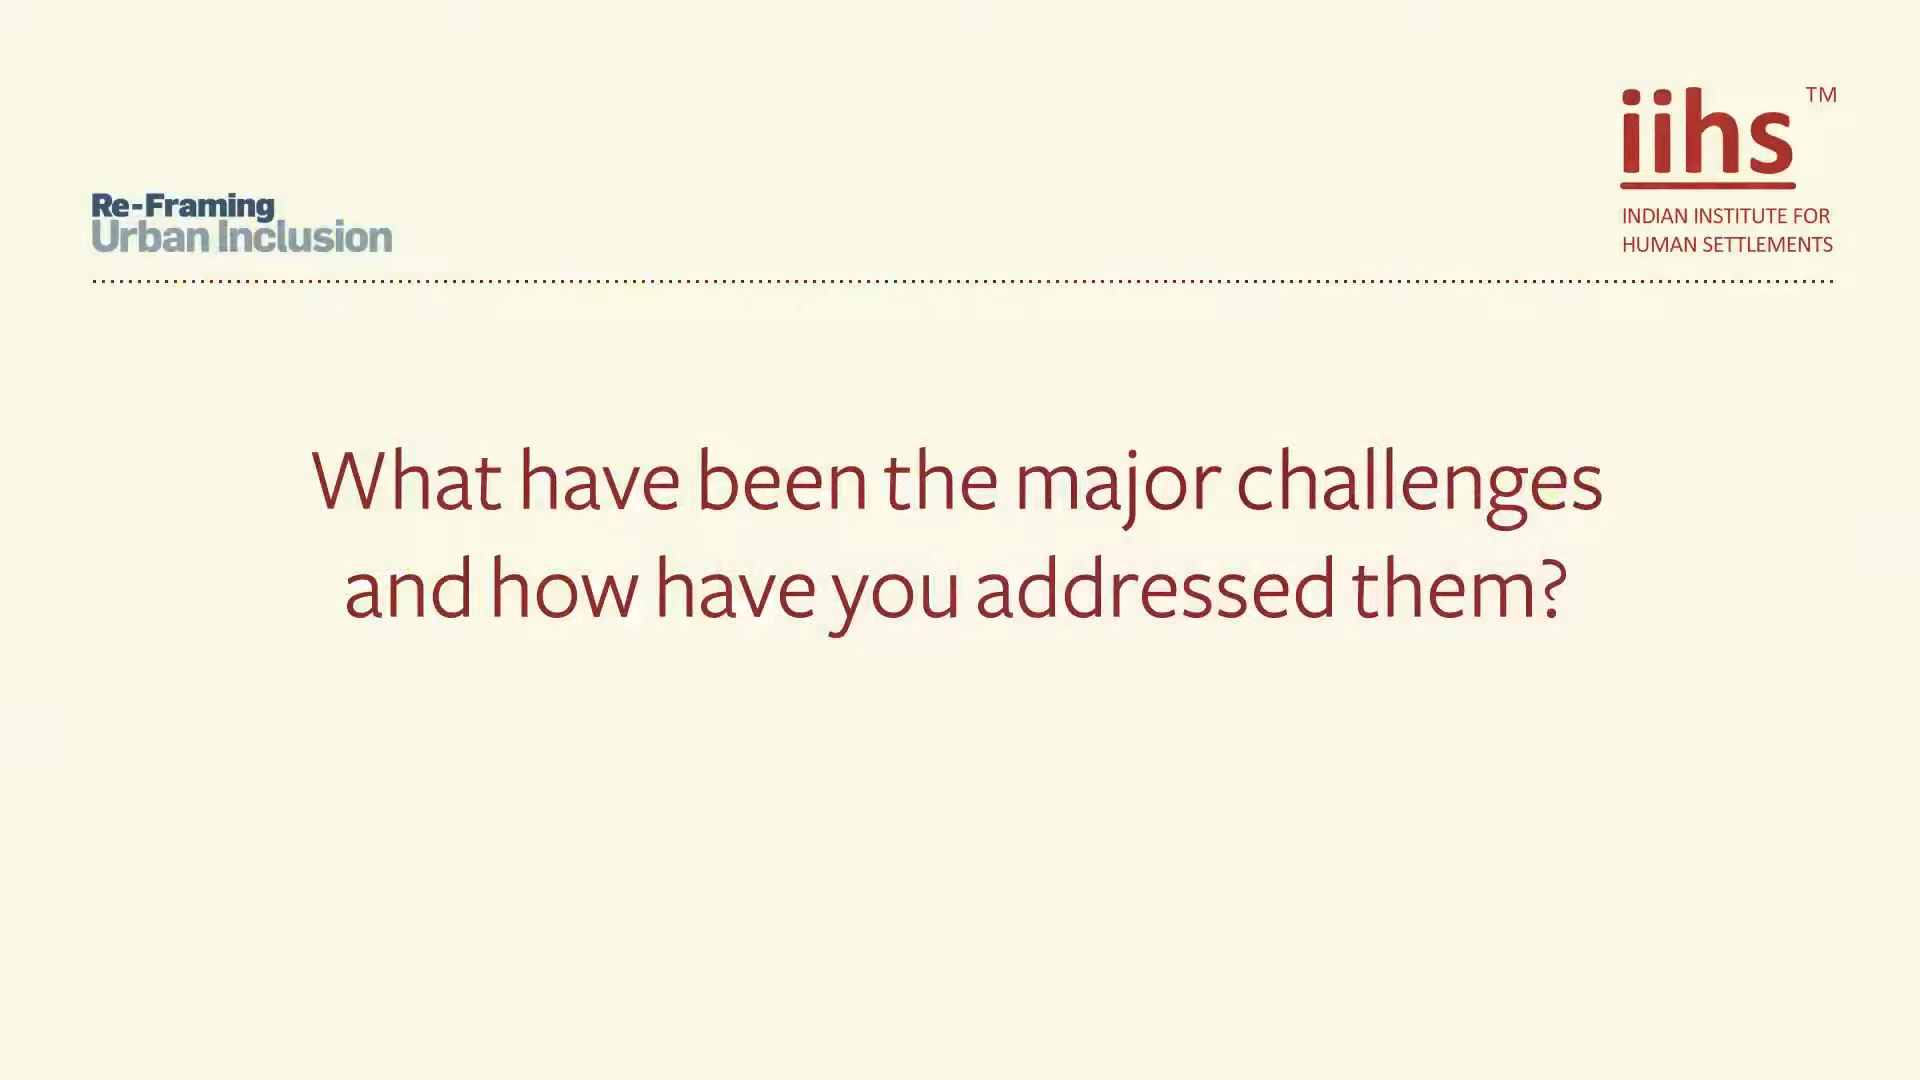 iihs TM
INDIAN INSTITUTE FOR
HUMAN SETTLEMENTS
Re-Framing
Urban Inclusion
What have been the major challenges
and how have you addressed them?